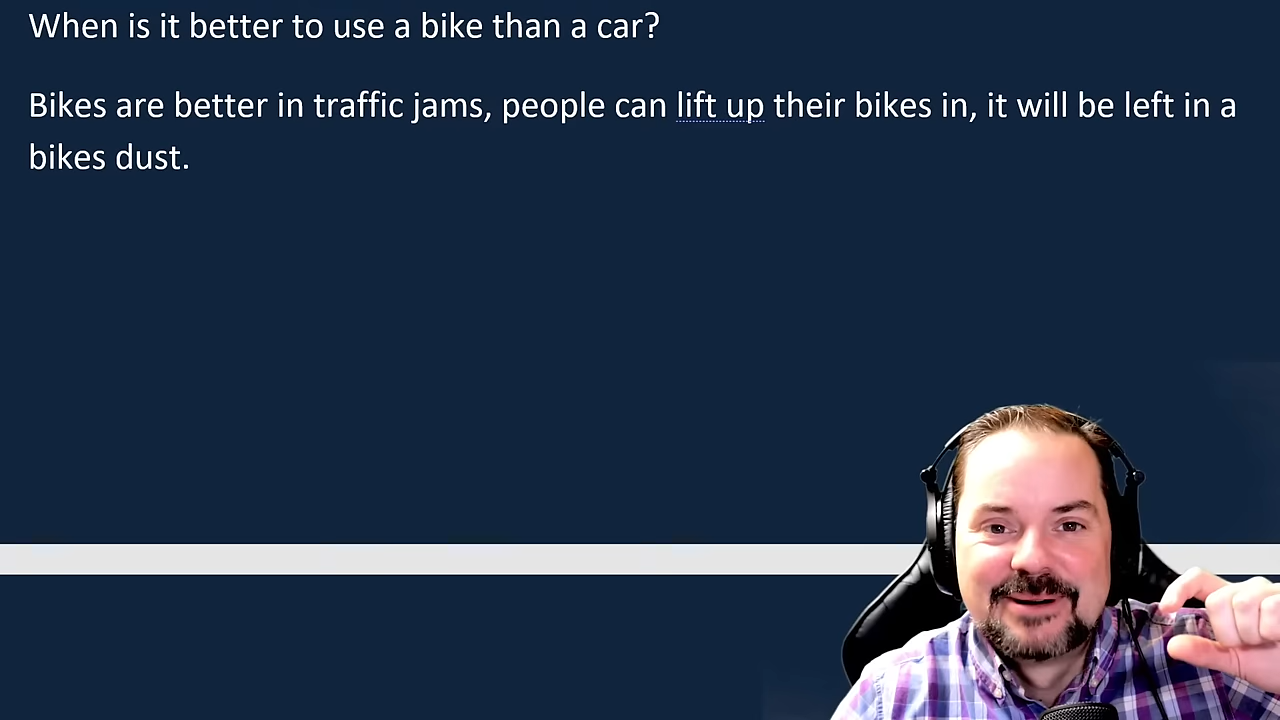 When is it better to use a bike than a car?
Bikes are better in traffic jams, people can lift up their bikes in, it will be left in a
bikes dust.